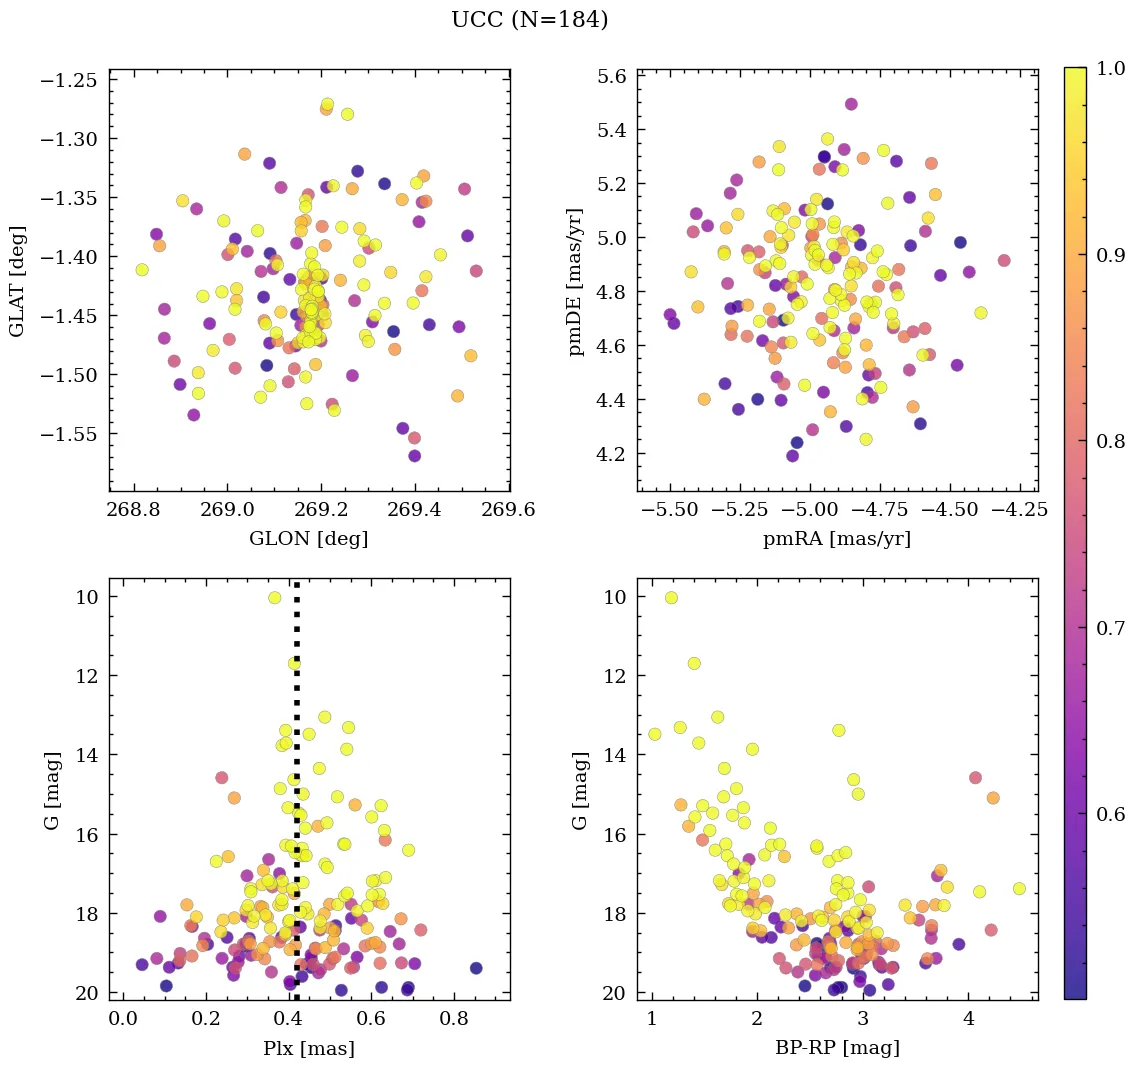 UCC (N=184)
−1.25
−1.30
−1.35
−1.40
−1.45
−1.50
−1.55
GLAT [deg]
268.8 269.0 269.2 269.4 269.6
GLON [deg]
5.6
5.4
5.2
5.0
4.8
4.6
4.4
4.2
pmDE [mas/yr]
−5.50 −5.25 −5.00 −4.75 −4.50 −4.25
pmRA [mas/yr]
10
12
14
16
18
20
G [mag]
0.0 0.2 0.4 0.6 0.8
Plx [mas]
10
12
14
16
18
20
G [mag]
1 2 3 4
BP-RP [mag]
1.0
0.9
0.8
0.7
0.6